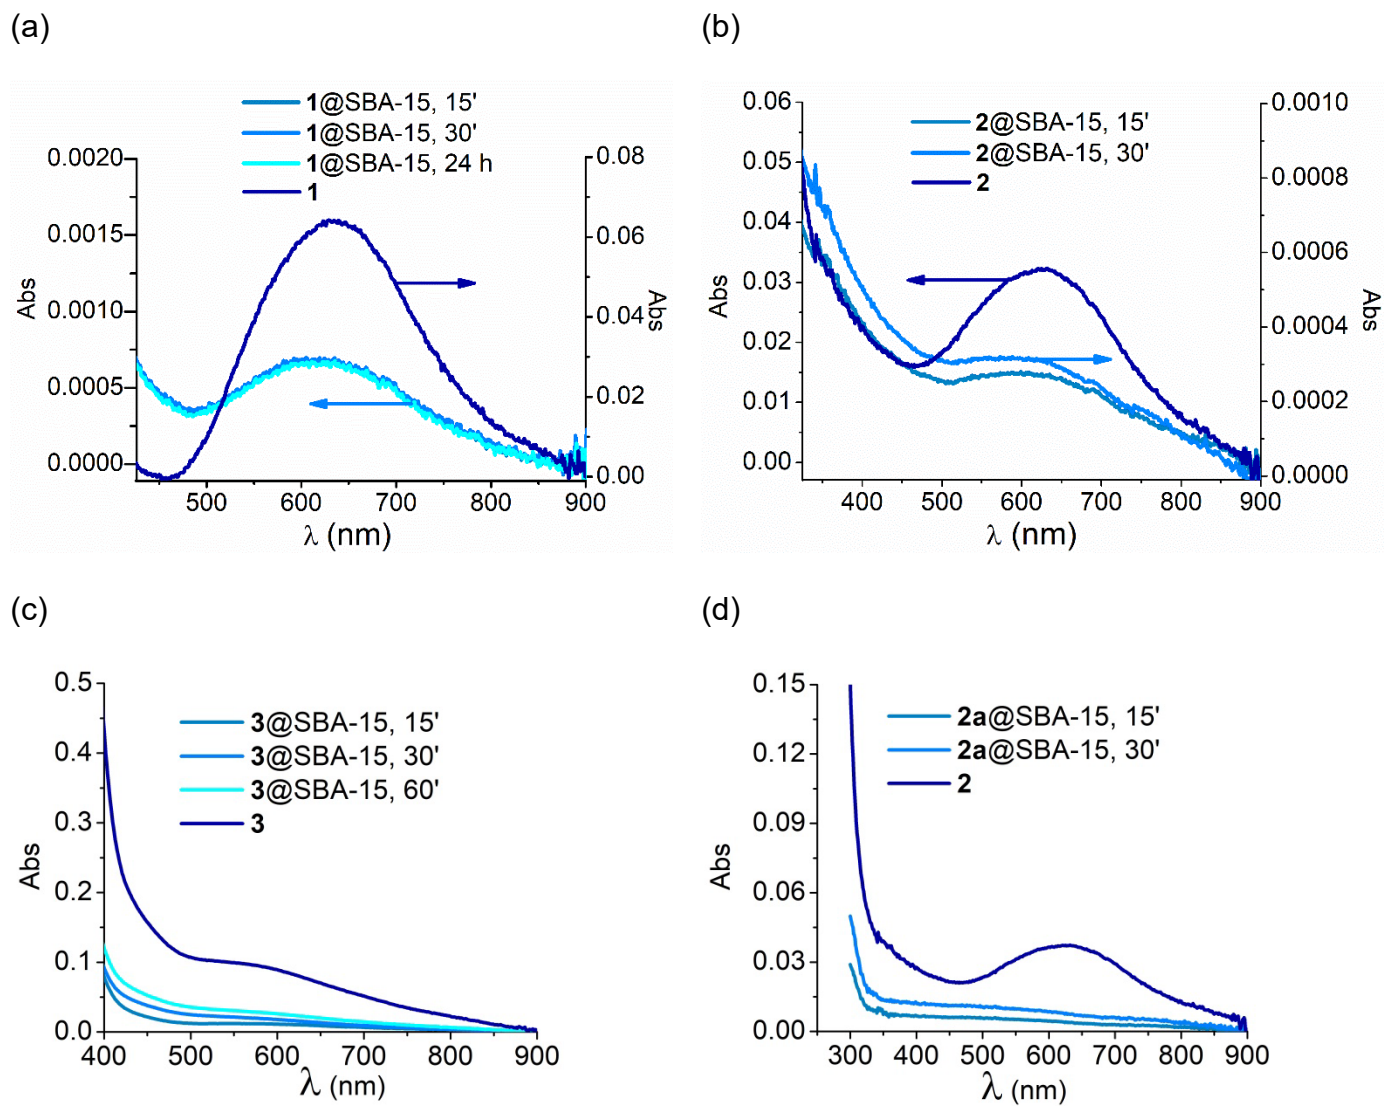 (a)
1@SBA-15, 15'
1@SBA-15, 30'
1@SBA-15, 24 h
1
0.0020
0.0015
0.0010
0.0005
0.0000
Abs
0.08
0.06
0.04
0.02
0.00
Abs
500 600 700 800 900
λ (nm)
(b)
2@SBA-15, 15'
2@SBA-15, 30'
2
0.06
0.05
0.04
0.03
0.02
0.01
0.00
Abs
0.0010
0.0008
0.0006
0.0004
0.0002
0.0000
Abs
400 500 600 700 800 900
λ (nm)
(c)
3@SBA-15, 15'
3@SBA-15, 30'
3@SBA-15, 60'
3
0.5
0.4
0.3
0.2
0.1
0.0
Abs
400 500 600 700 800 900
λ (nm)
(d)
2a@SBA-15, 15'
2a@SBA-15, 30'
2
0.15
0.12
0.09
0.06
0.03
0.00
Abs
300 400 500 600 700 800 900
λ (nm)